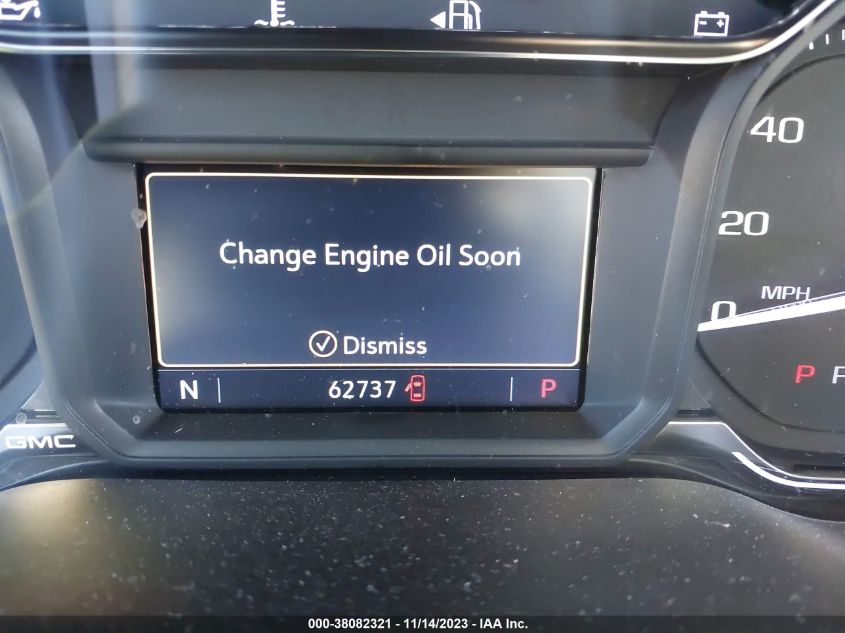 40
20
0
MPH
Change Engine Oil Soon
Dismiss
N 62737 P
P
GMC
000-38082321 - 11/14/2023 - IAA Inc.